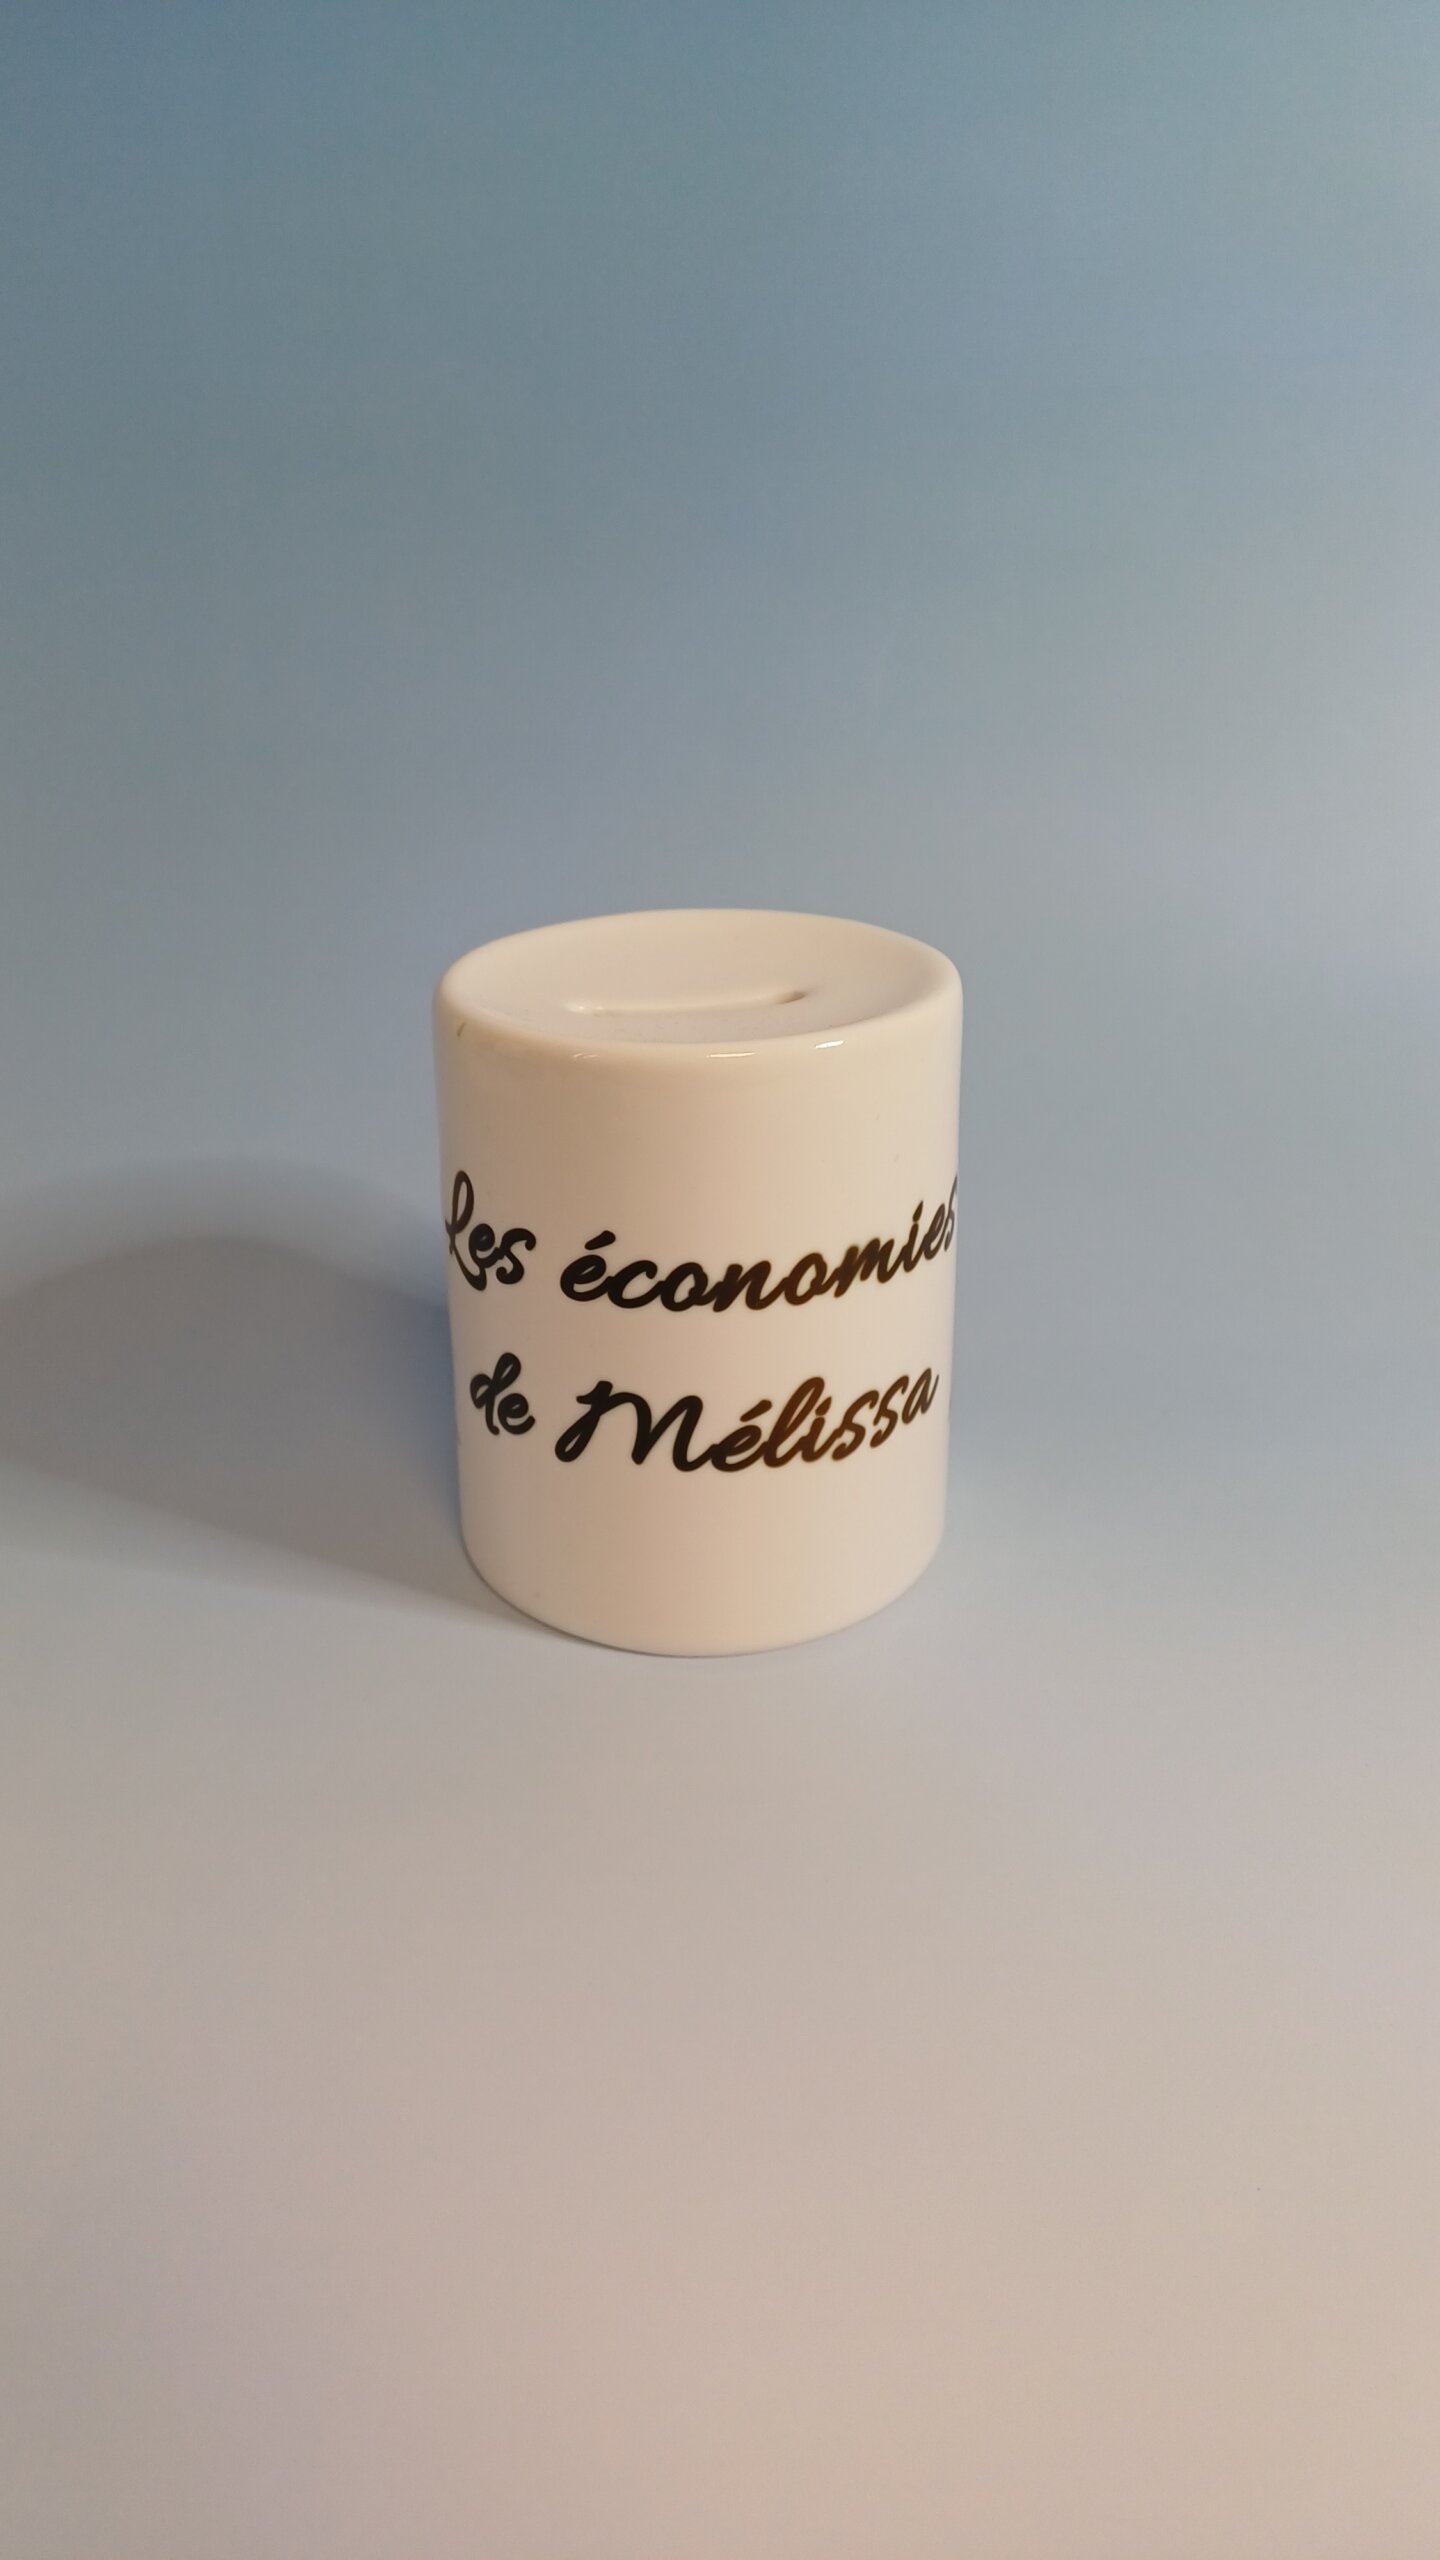 Les économies
de Mélissa